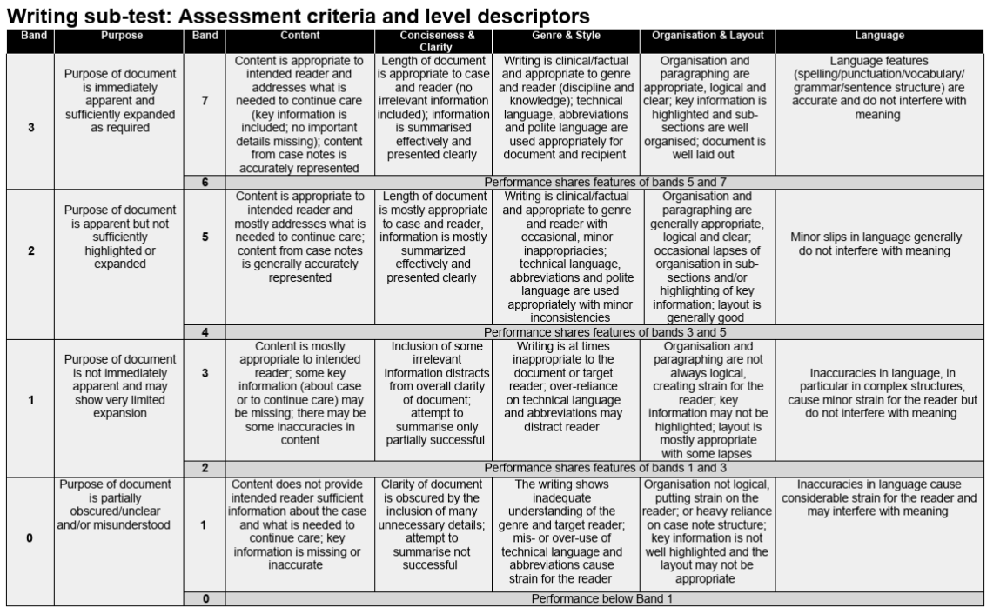 Writing sub-test: Assessment criteria and level descriptors
Band
Purpose
Band
Content
Conciseness &
Clarity
Genre & Style
Organisation & Layout
Language
3
Purpose of document
is immediately
apparent and
sufficiently expanded
as required
7
Content is appropriate to
intended reader and
addresses what is
needed to continue care
(key information is
included; no important
details missing); content
from case notes is
accurately represented
Length of document
is appropriate to case
and reader (no
irrelevant information
included); information
is summarised
effectively and
presented clearly
Writing is clinical/factual
and appropriate to genre
and reader (discipline and
knowledge); technical
language, abbreviations
and polite language are
used appropriately for
document and recipient
Organisation and
paragraphing are
appropriate, logical and
clear; key information is
highlighted and sub-
sections are well
organised; document is
well laid out
Language features
(spelling/punctuation/vocabulary/
grammar/sentence structure) are
accurate and do not interfere with
meaning
6
Performance shares features of bands 5 and 7
2
Purpose of document
is apparent but not
sufficiently
highlighted or
expanded
5
Content is appropriate to
intended reader and
mostly addresses what is
needed to continue care;
content from case notes
is generally accurately
represented
Length of document
is mostly appropriate
to case and reader,
information is mostly
summarized
effectively and
presented clearly
Writing is clinical/factual
and appropriate to genre
and reader with
occasional, minor
inappropriacies;
technical language,
abbreviations and polite
language are used
appropriately with minor
inconsistencies
Organisation and
paragraphing are
generally appropriate,
logical and clear;
occasional lapses of
organisation in sub-
sections and/or
highlighting of key
information; layout is
generally good
Minor slips in language generally
do not interfere with meaning
4
Performance shares features of bands 3 and 5
1
Purpose of document
is not immediately
apparent and may
show very limited
expansion
3
Content is mostly
appropriate to intended
reader; some key
information (about case
or to continue care) may
be missing; there may be
some inaccuracies in
content
Inclusion of some
irrelevant
information distracts
from overall clarity
of document;
attempt to
summarise only
partially successful
Writing is at times
inappropriate to the
document or target
reader; over-reliance
on technical language
and abbreviations may
distract reader
Organisation and
paragraphing are not
always logical,
creating strain for the
reader; key
information may not be
highlighted; layout is
mostly appropriate
with some lapses
Inaccuracies in language, in
particular in complex structures,
cause minor strain for the reader but
do not interfere with meaning
2
Performance shares features of bands 1 and 3
0
Purpose of document
is partially
obscured/unclear
and/or misunderstood
1
Content does not provide
intended reader sufficient
information about the case
and what is needed to
continue care; key
information is missing or
inaccurate
Clarity of document
is obscured by the
inclusion of many
unnecessary details;
attempt to
summarise not
successful
The writing shows
inadequate
understanding of the
genre and target reader;
mis- or over-use of
technical language and
abbreviations cause
strain for the reader
Organisation not logical,
putting strain on the
reader; or heavy reliance
on case note structure;
key information is not
well highlighted and the
layout may not be
appropriate
Inaccuracies in language cause
considerable strain for the reader and
may interfere with meaning
0
Performance below Band 1